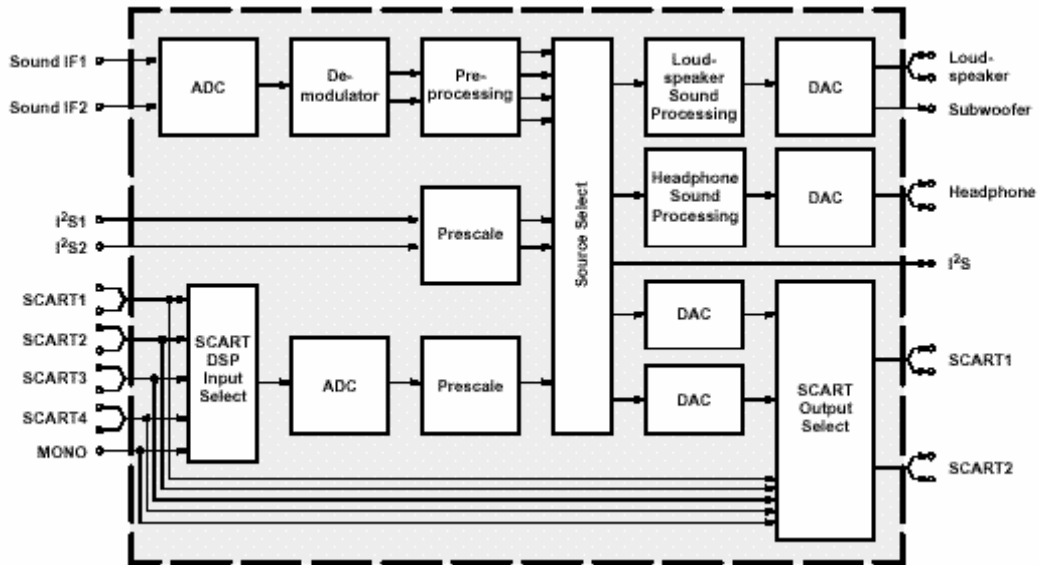 Sound IF1
Sound IF2
ADC
De-
modulator
Pre-
processing
Loud-
speaker
Sound
Processing
DAC
Loud-
speaker
Subwoofer
Headphone
Sound
Processing
DAC
Headphone
I²S1
I²S2
Prescale
Source Select
I²S
SCART1
SCART2
SCART3
SCART4
MONO
SCART
DSP
Input
Select
ADC
Prescale
DAC
DAC
SCART
Output
Select
SCART1
SCART2